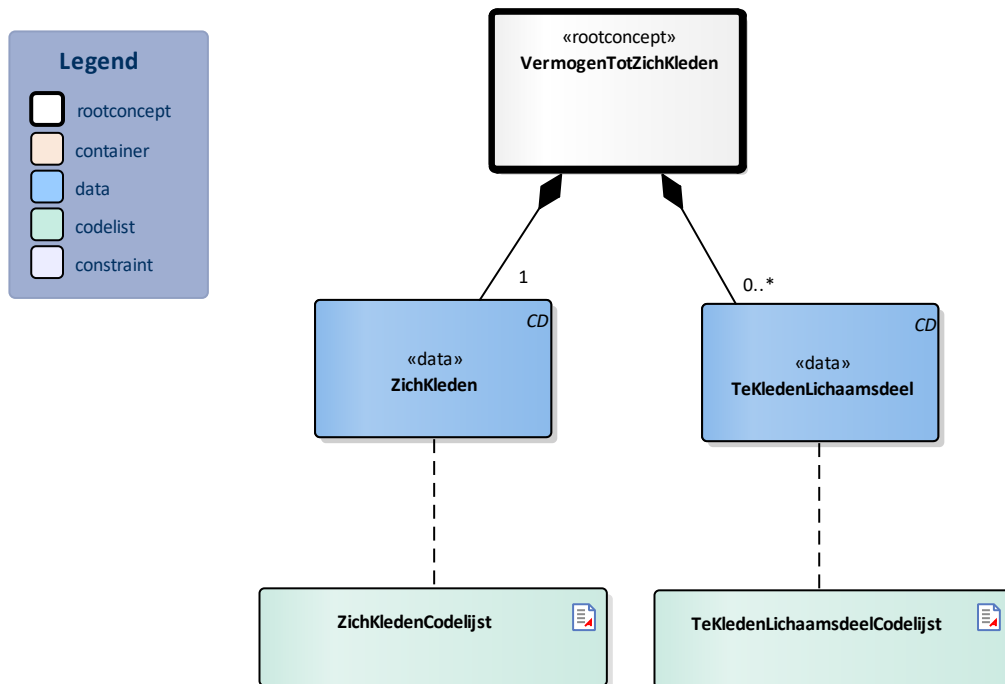 Legend
rootconcept
container
data
codelist
constraint
«rootconcept»
VermogenTotZichKleden
1
0..*
CD
«data»
ZichKleden
CD
«data»
TeKledenLichaamsdeel
ZichKledenCodelijst
TeKledenLichaamsdeelCodelijst